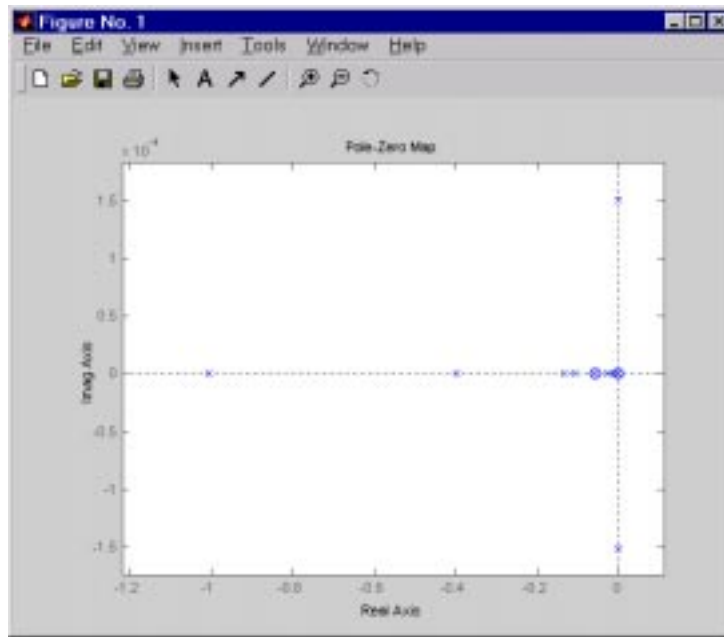 Figure No. 1
File Edit View Insert Tools Window Help
A
× 10⁻⁴
Pole-Zero Map
1.5
1
0.5
0
-0.5
-1
-1.5
Imag Axis
-1.2 -1 -0.8 -0.6 -0.4 -0.2 0
Real Axis